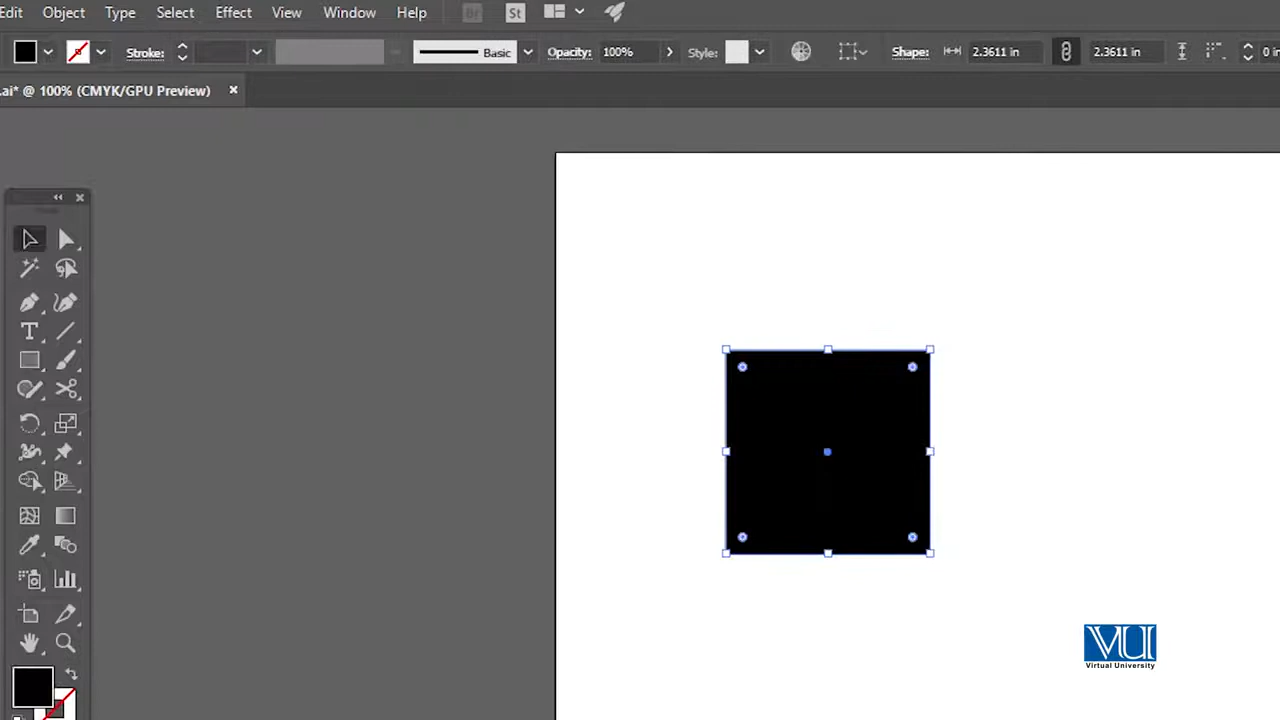 Edit Object Type Select Effect View Window Help Br St
Stroke: Basic Opacity: 100% Style: Shape: 2.3611 in 2.3611 in 0 in
.ai* @ 100% (CMYK/GPU Preview)
T
VU
Virtual University